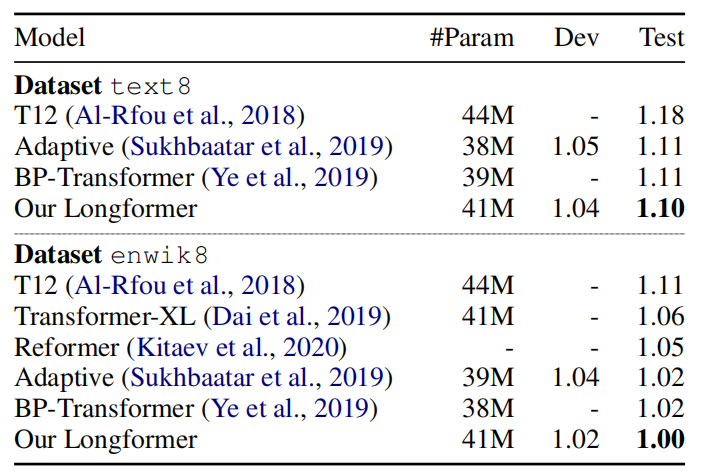 Model #Param Dev Test
Dataset text8
T12 (Al-Rfou et al., 2018) 44M - 1.18
Adaptive (Sukhbaatar et al., 2019) 38M 1.05 1.11
BP-Transformer (Ye et al., 2019) 39M - 1.11
Our Longformer 41M 1.04 1.10
Dataset enwik8
T12 (Al-Rfou et al., 2018) 44M - 1.11
Transformer-XL (Dai et al., 2019) 41M - 1.06
Reformer (Kitaev et al., 2020) - - 1.05
Adaptive (Sukhbaatar et al., 2019) 39M 1.04 1.02
BP-Transformer (Ye et al., 2019) 38M - 1.02
Our Longformer 41M 1.02 1.00